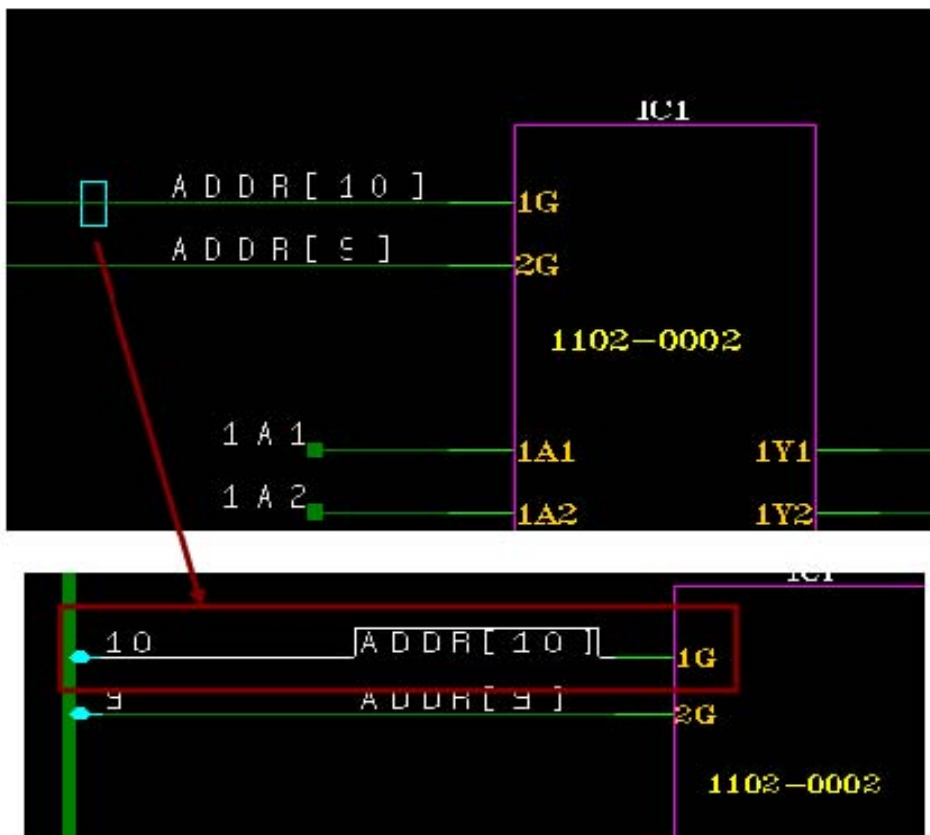 IC1
ADDR[10] 1G
ADDR[9] 2G
1102-0002
1A1 1A1 1Y1
1A2 1A2 1Y2
IC1
10 ADDR[10] 1G
9 ADDR[9] 2G
1102-0002